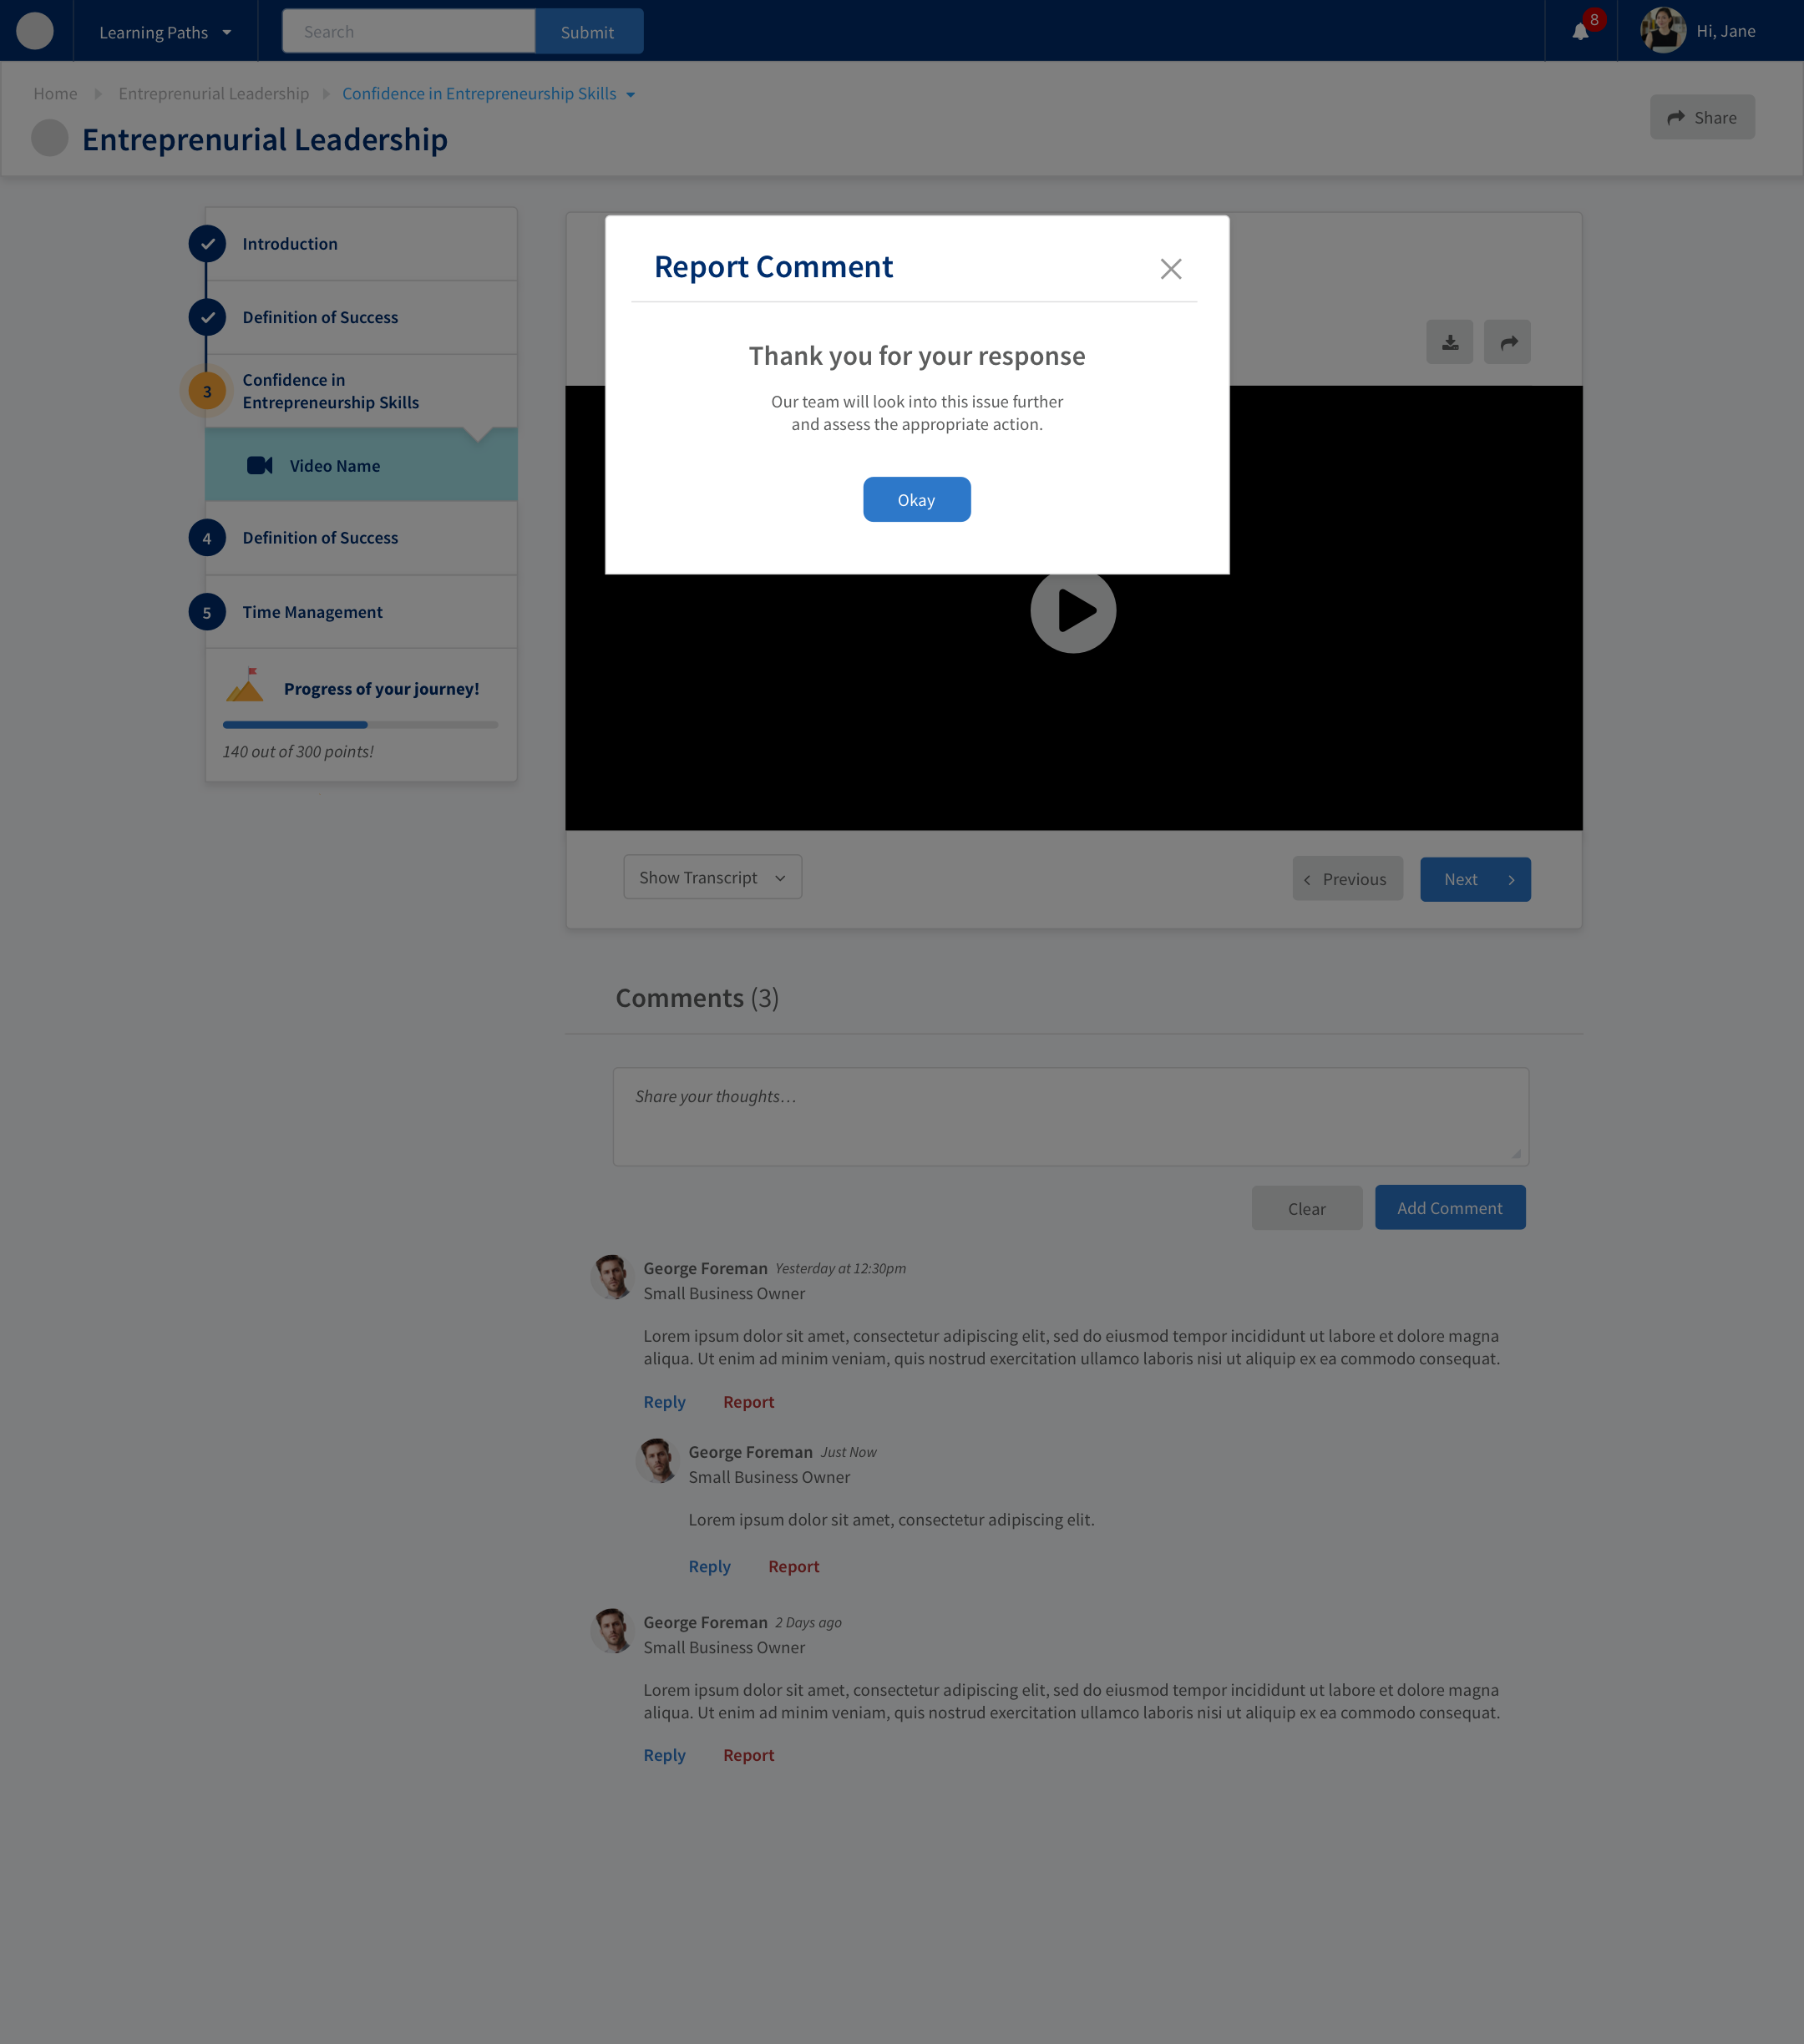 Learning Paths
Search
Submit
8
Hi, Jane
Home
Entreprenurial Leadership
Confidence in Entrepreneurship Skills
Entreprenurial Leadership
Share
Introduction
Definition of Success
3
Confidence in
Entrepreneurship Skills
Video Name
4
Definition of Success
5
Time Management
Progress of your journey!
140 out of 300 points!
Report Comment
Thank you for your response
Our team will look into this issue further
and assess the appropriate action.
Okay
Show Transcript
Previous
Next
Comments (3)
Share your thoughts…
Clear
Add Comment
George Foreman Yesterday at 12:30pm
Small Business Owner
Lorem ipsum dolor sit amet, consectetur adipiscing elit, sed do eiusmod tempor incididunt ut labore et dolore magna
aliqua. Ut enim ad minim veniam, quis nostrud exercitation ullamco laboris nisi ut aliquip ex ea commodo consequat.
Reply Report
George Foreman Just Now
Small Business Owner
Lorem ipsum dolor sit amet, consectetur adipiscing elit.
Reply Report
George Foreman 2 Days ago
Small Business Owner
Lorem ipsum dolor sit amet, consectetur adipiscing elit, sed do eiusmod tempor incididunt ut labore et dolore magna
aliqua. Ut enim ad minim veniam, quis nostrud exercitation ullamco laboris nisi ut aliquip ex ea commodo consequat.
Reply Report